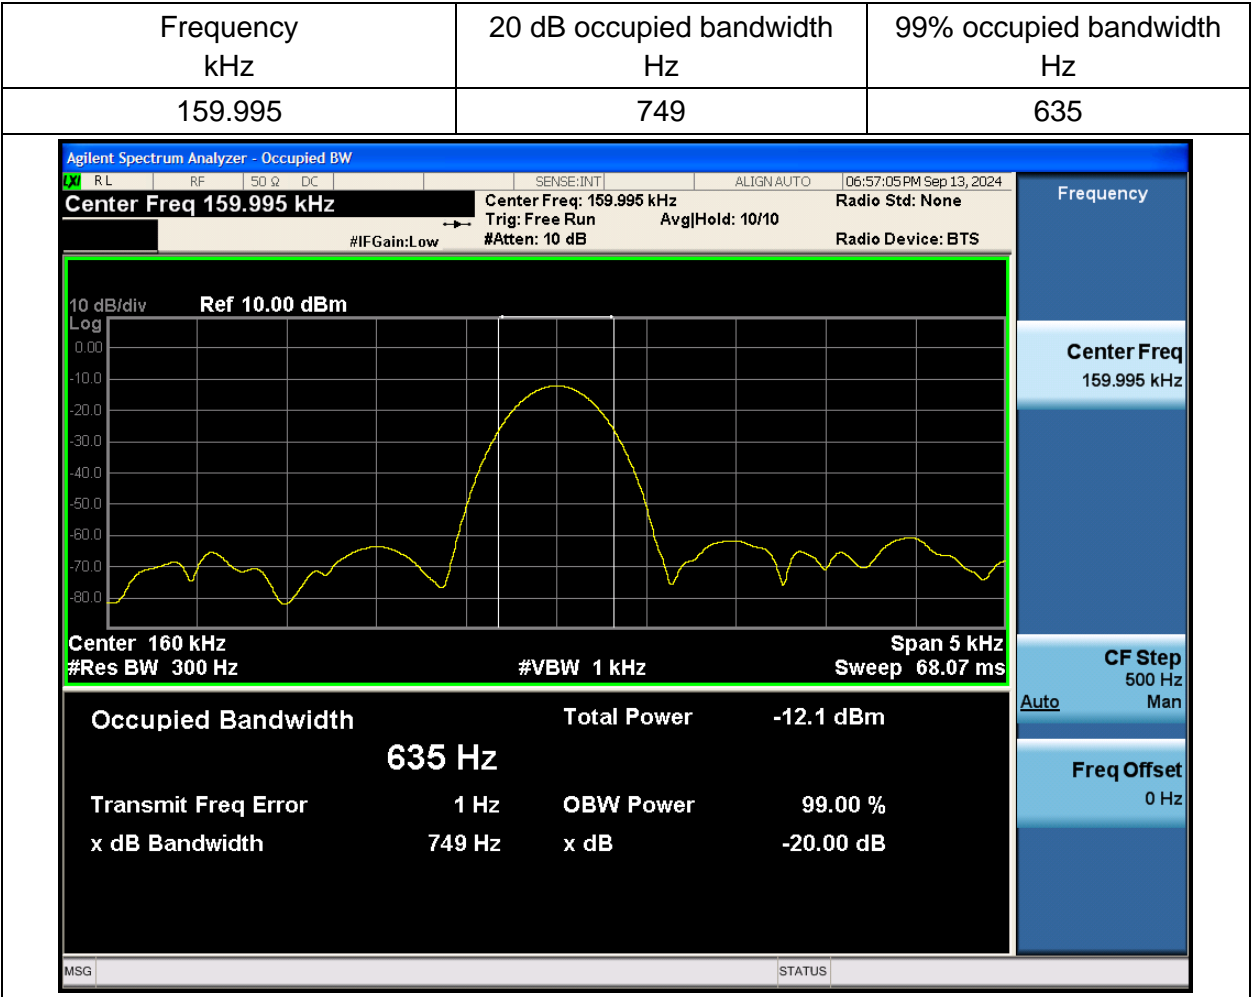 Frequency
kHz
20 dB occupied bandwidth
Hz
99% occupied bandwidth
Hz
159.995
749
635
Agilent Spectrum Analyzer - Occupied BW
LXI RL RF 50 Ω DC SENSE:INT ALIGN AUTO 06:57:05 PM Sep 13, 2024
Center Freq 159.995 kHz
Center Freq: 159.995 kHz
Radio Std: None
Trig: Free Run Avg|Hold: 10/10
#IFGain:Low
#Atten: 10 dB
Radio Device: BTS
10 dB/div Ref 10.00 dBm
Log
0.00
-10.0
-20.0
-30.0
-40.0
-50.0
-60.0
-70.0
-80.0
Center 160 kHz Span 5 kHz
#Res BW 300 Hz #VBW 1 kHz Sweep 68.07 ms
Occupied Bandwidth Total Power -12.1 dBm
635 Hz
Transmit Freq Error 1 Hz OBW Power 99.00 %
x dB Bandwidth 749 Hz x dB -20.00 dB
Frequency
Center Freq
159.995 kHz
CF Step
500 Hz
Auto Man
Freq Offset
0 Hz
MSG STATUS